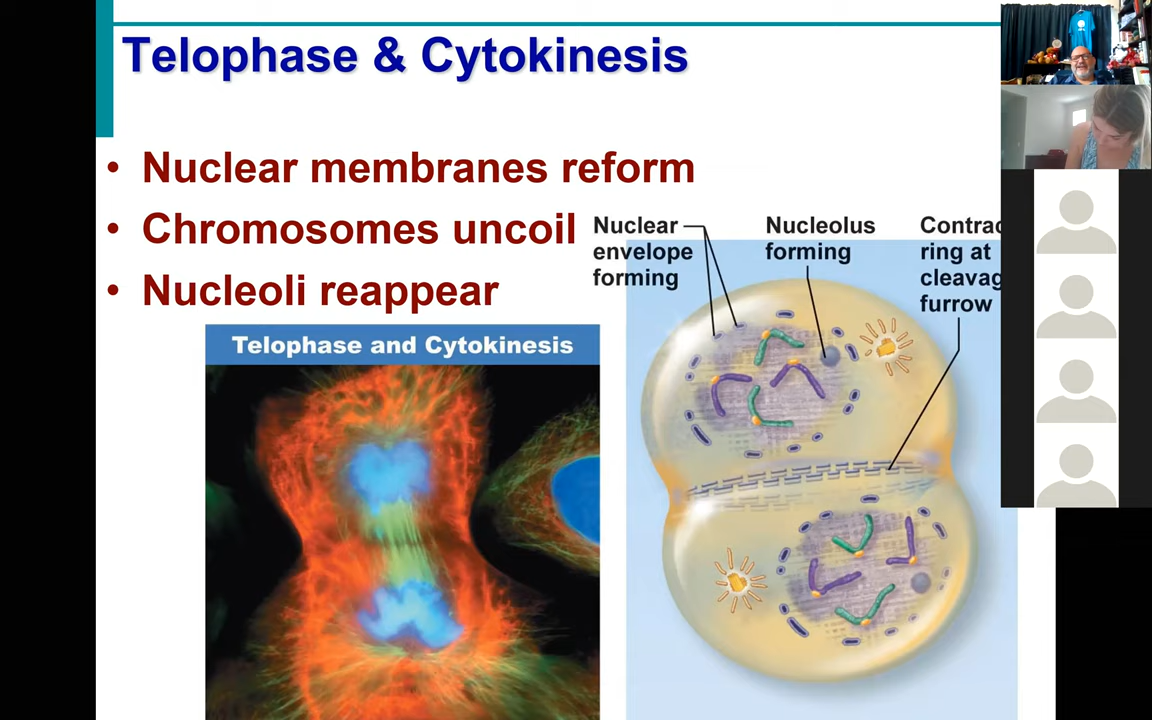 Telophase & Cytokinesis
• Nuclear membranes reform
• Chromosomes uncoil
• Nucleoli reappear
Telophase and Cytokinesis
Nuclear
envelope
forming
Nucleolus
forming
Contrac
ring at
cleavag
furrow